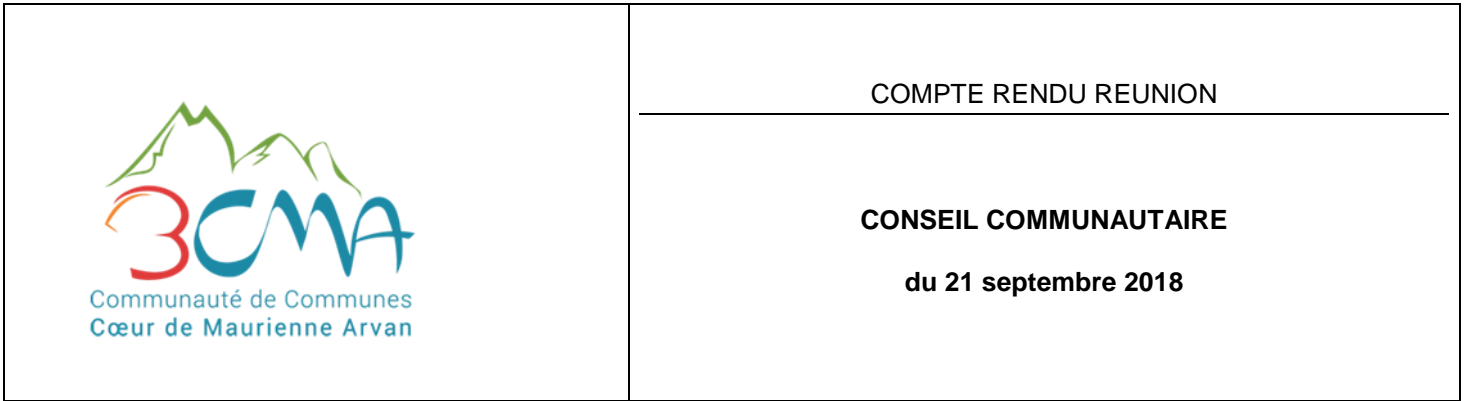 3CMA
Communauté de Communes
Cœur de Maurienne Arvan
COMPTE RENDU REUNION
CONSEIL COMMUNAUTAIRE
du 21 septembre 2018